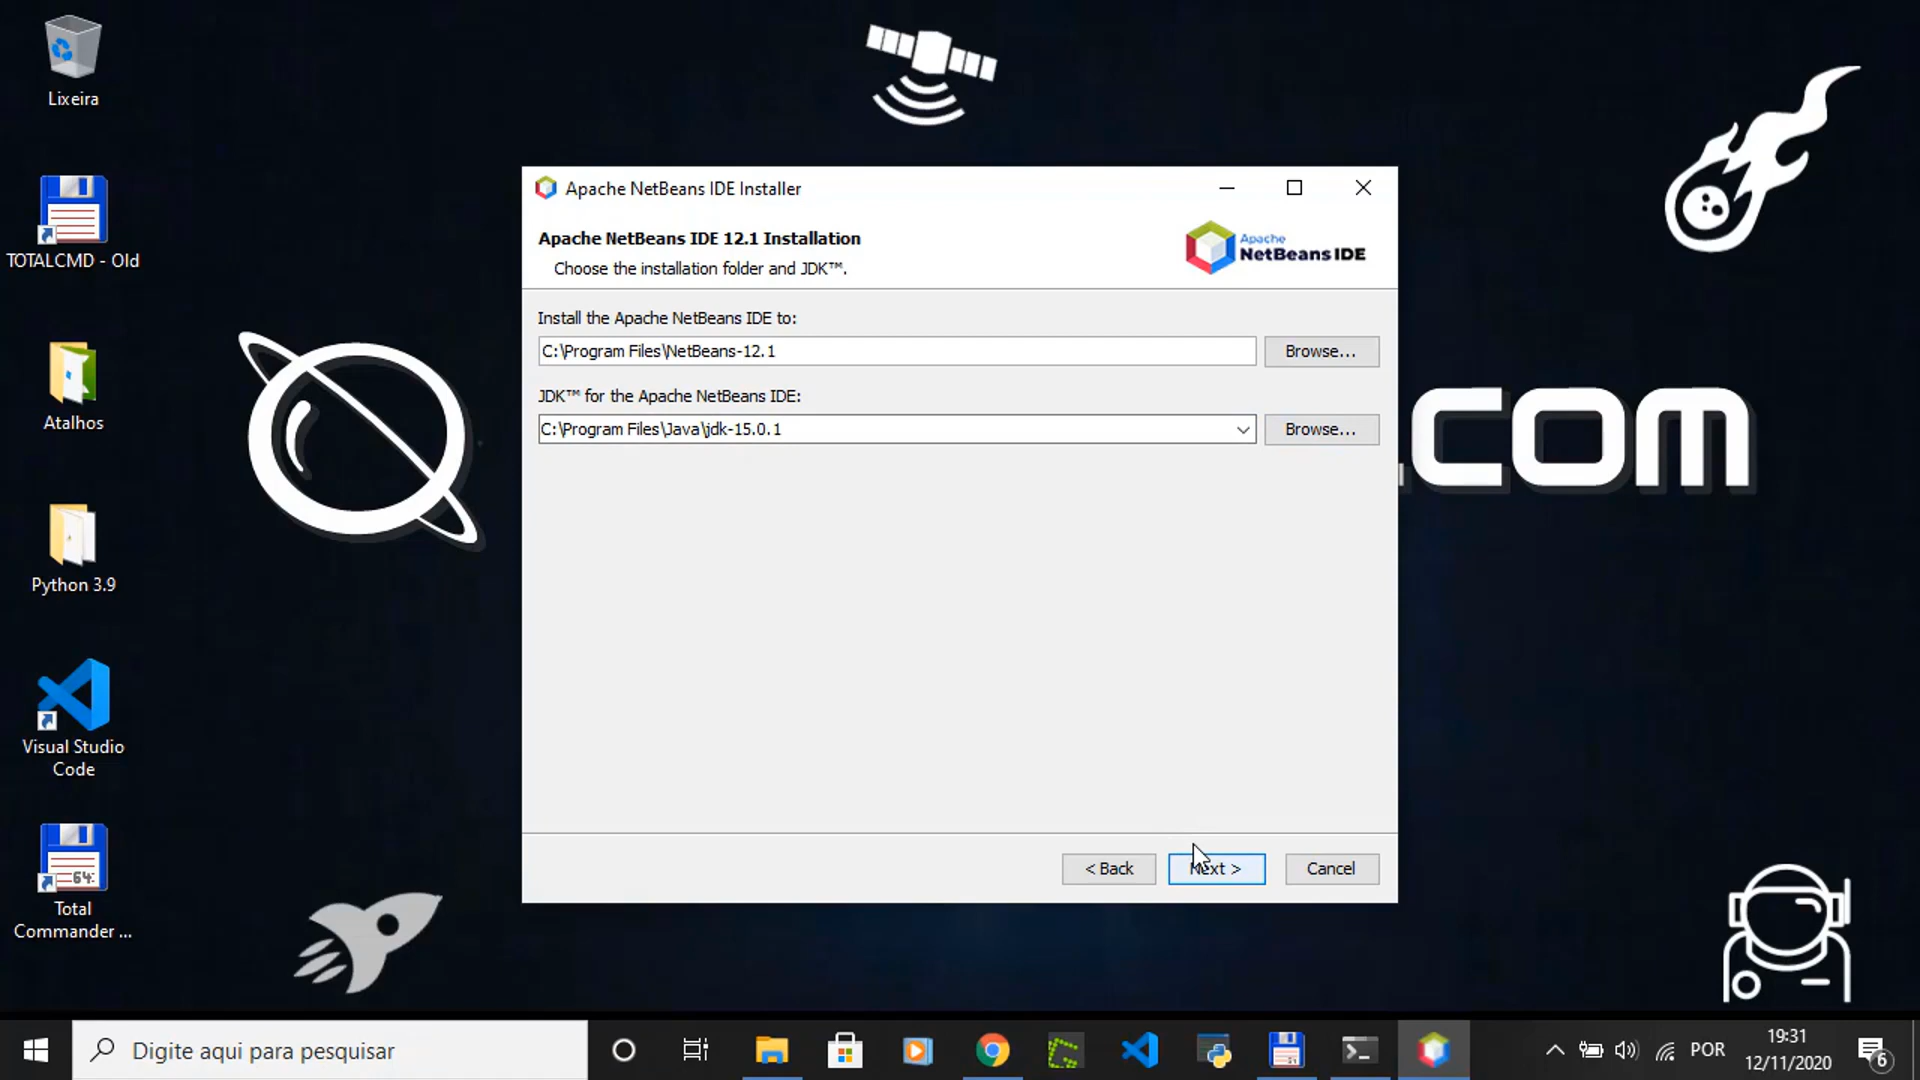 Lixeira
TOTALCMD - Old
Atalhos
Python 3.9
Visual Studio
Code
64
Total
Commander ...
.COM
Apache NetBeans IDE Installer
Apache NetBeans IDE 12.1 Installation
Choose the installation folder and JDK™.
Apache
NetBeans IDE
Install the Apache NetBeans IDE to:
C:\Program Files\NetBeans-12.1
Browse...
JDK™ for the Apache NetBeans IDE:
C:\Program Files\Java\jdk-15.0.1
Browse...
< Back
Next >
Cancel
Digite aqui para pesquisar
POR
19:31
12/11/2020
6